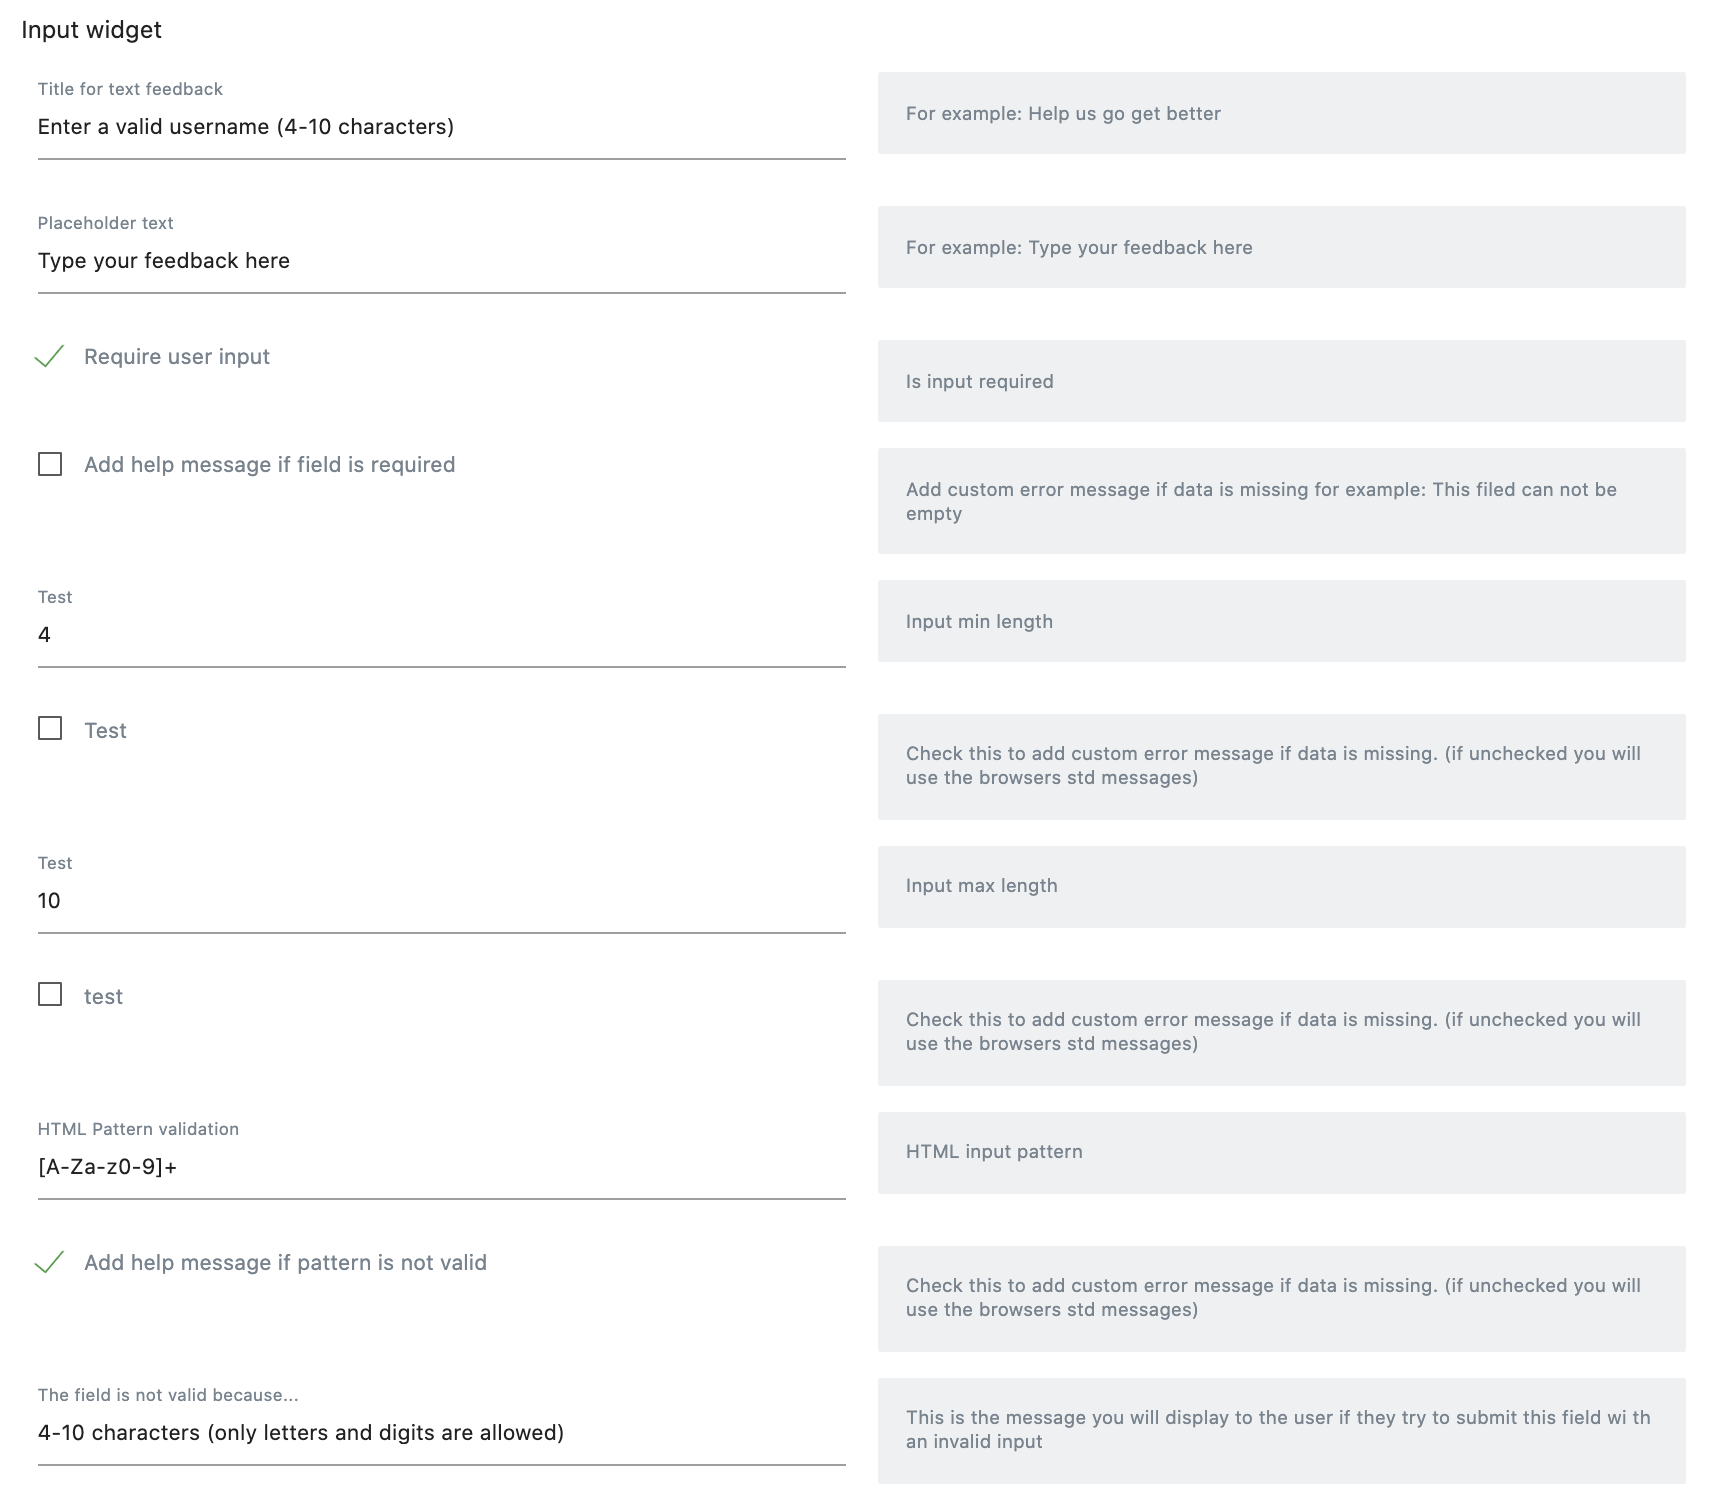 Input widget
Title for text feedback
Enter a valid username (4-10 characters)
For example: Help us go get better
Placeholder text
Type your feedback here
For example: Type your feedback here
Require user input
Is input required
Add help message if field is required
Add custom error message if data is missing for example: This filed can not be
empty
Test
4
Input min length
Test
Check this to add custom error message if data is missing. (if unchecked you will
use the browsers std messages)
Test
10
Input max length
test
Check this to add custom error message if data is missing. (if unchecked you will
use the browsers std messages)
HTML Pattern validation
[A-Za-z0-9]+
HTML input pattern
Add help message if pattern is not valid
Check this to add custom error message if data is missing. (if unchecked you will
use the browsers std messages)
The field is not valid because...
4-10 characters (only letters and digits are allowed)
This is the message you will display to the user if they try to submit this field wi th
an invalid input